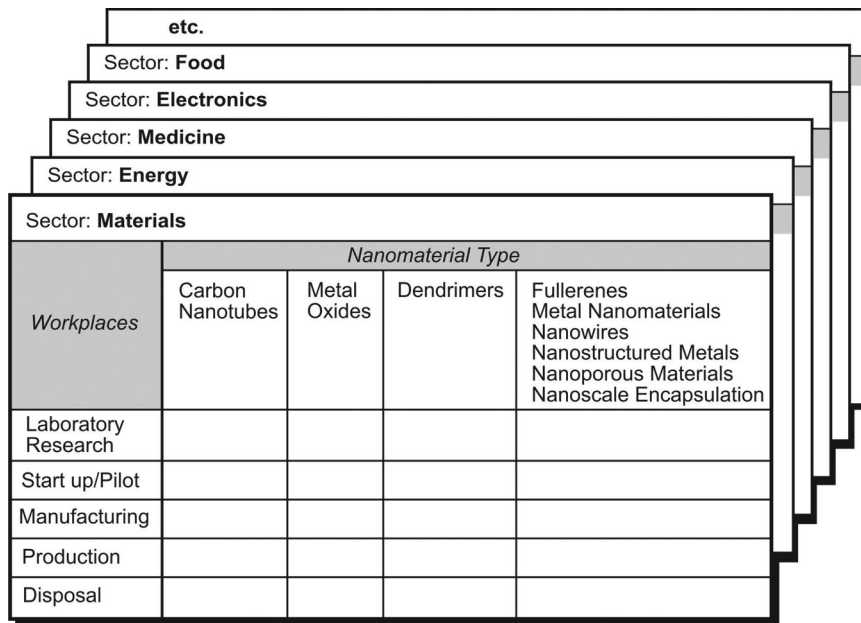 etc.
Sector: Food
Sector: Electronics
Sector: Medicine
Sector: Energy
Sector: Materials
Workplaces
Nanomaterial Type
Carbon
Nanotubes
Metal
Oxides
Dendrimers
Fullerenes
Metal Nanomaterials
Nanowires
Nanostructured Metals
Nanoporous Materials
Nanoscale Encapsulation
Laboratory
Research
Start up/Pilot
Manufacturing
Production
Disposal